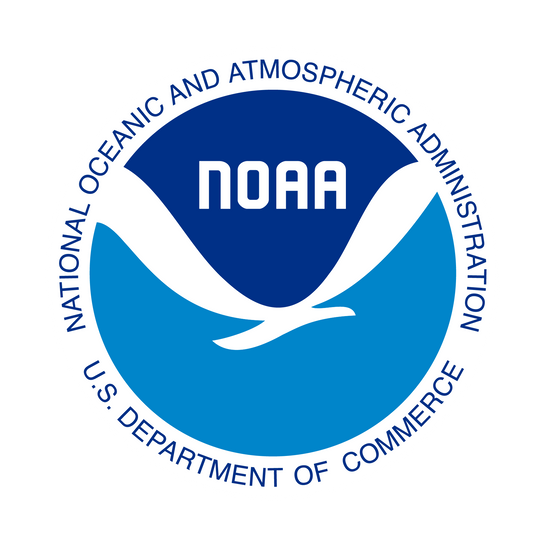 NATIONAL OCEANIC AND ATMOSPHERIC ADMINISTRATION
NOAA
U.S. DEPARTMENT OF COMMERCE